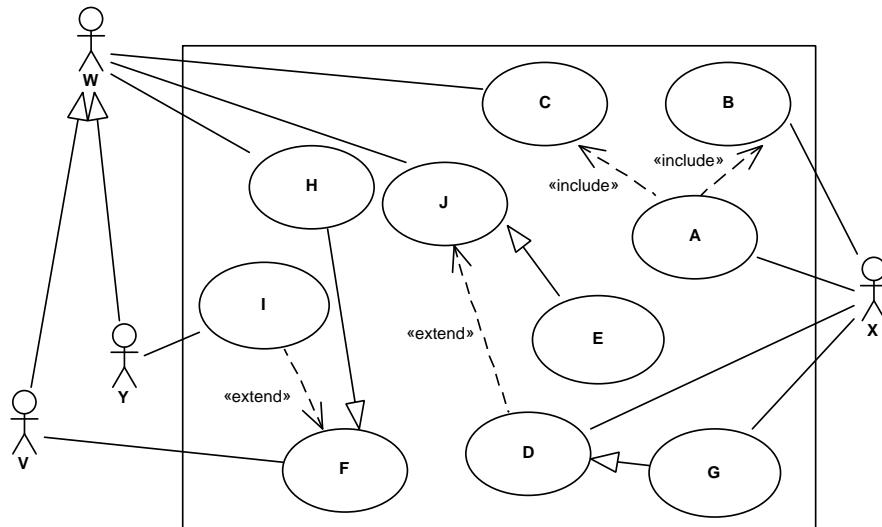 W
C
B
«include»
«include»
H
J
A
I
E
X
«extend»
Y
«extend»
V
F
D
G